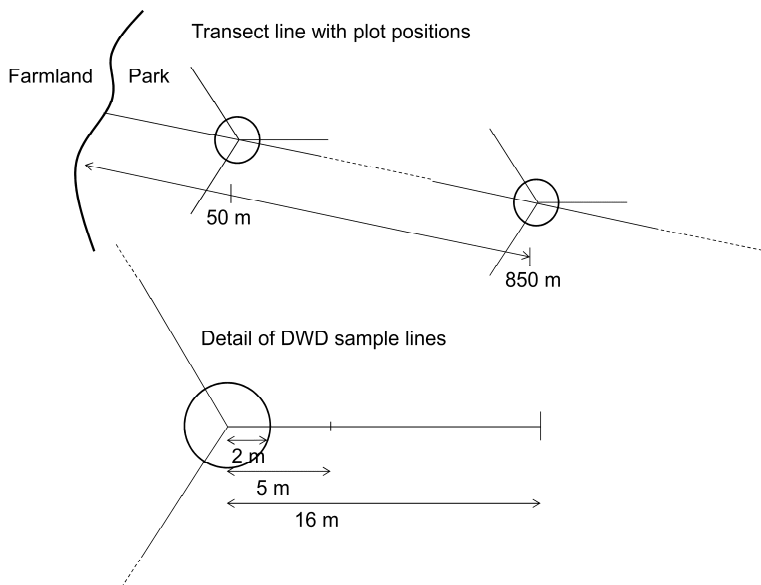 Transect line with plot positions
Farmland
Park
50 m
850 m
Detail of DWD sample lines
2 m
5 m
16 m